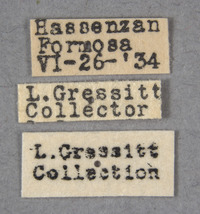 Hassenzan
Formosa
VI-26-'34
L.Gressitt
Collector
L.Gressitt
Collection